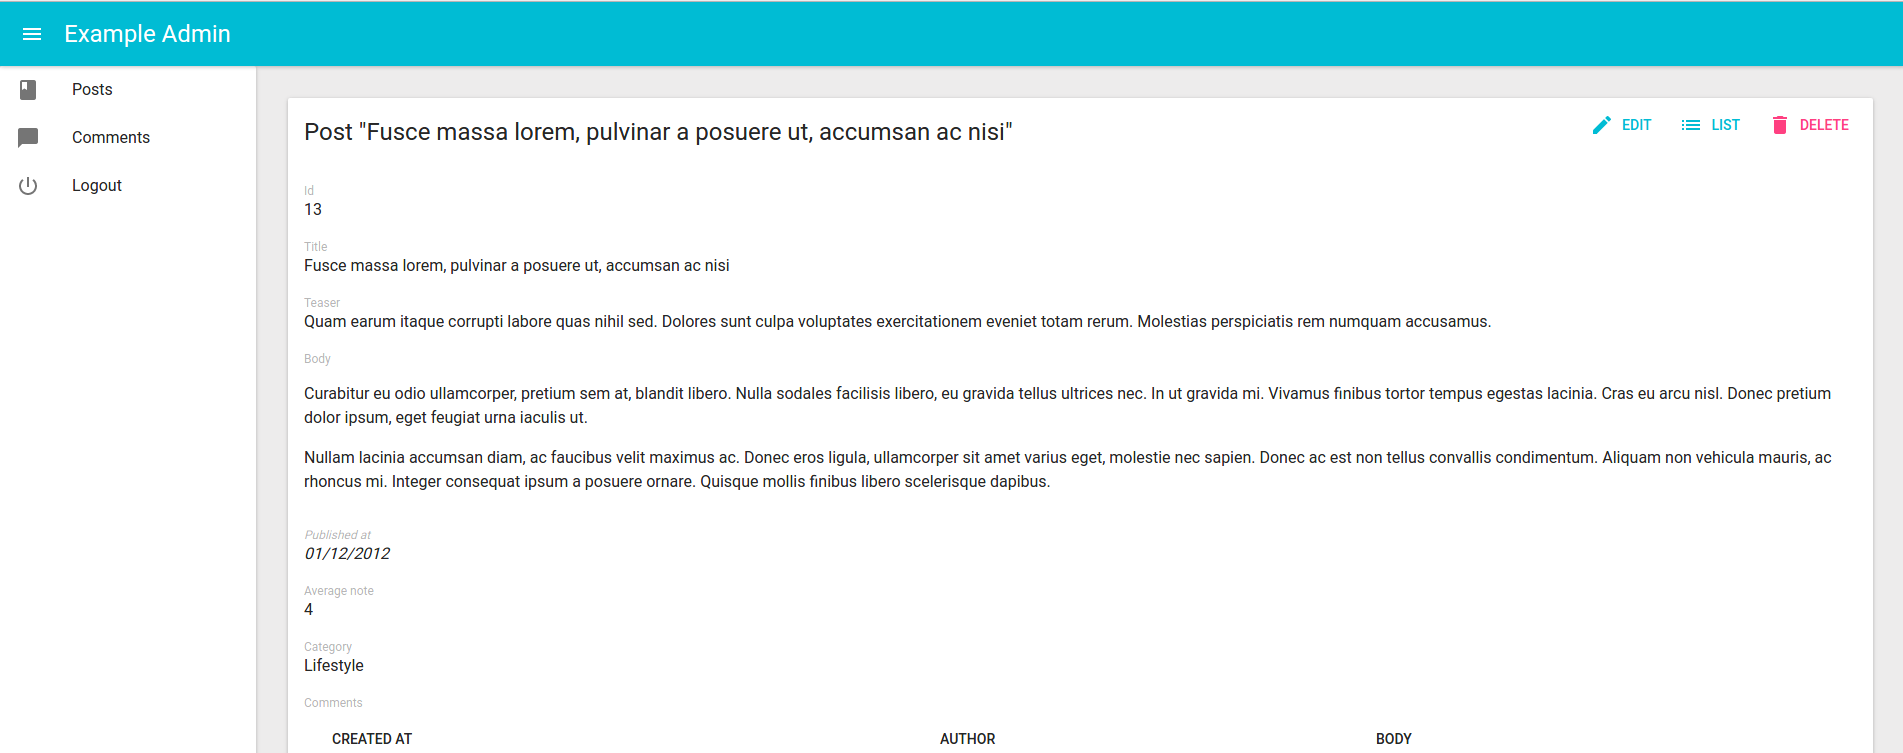 Example Admin
Posts
Comments
Logout
Post "Fusce massa lorem, pulvinar a posuere ut, accumsan ac nisi"
EDIT
LIST
DELETE
Id
13
Title
Fusce massa lorem, pulvinar a posuere ut, accumsan ac nisi
Teaser
Quam earum itaque corrupti labore quas nihil sed. Dolores sunt culpa voluptates exercitationem eveniet totam rerum. Molestias perspiciatis rem numquam accusamus.
Body
Curabitur eu odio ullamcorper, pretium sem at, blandit libero. Nulla sodales facilisis libero, eu gravida tellus ultrices nec. In ut gravida mi. Vivamus finibus tortor tempus egestas lacinia. Cras eu arcu nisl. Donec pretium
dolor ipsum, eget feugiat urna iaculis ut.
Nullam lacinia accumsan diam, ac faucibus velit maximus ac. Donec eros ligula, ullamcorper sit amet varius eget, molestie nec sapien. Donec ac est non tellus convallis condimentum. Aliquam non vehicula mauris, ac
rhoncus mi. Integer consequat ipsum a posuere ornare. Quisque mollis finibus libero scelerisque dapibus.
Published at
01/12/2012
Average note
4
Category
Lifestyle
Comments
CREATED AT
AUTHOR
BODY